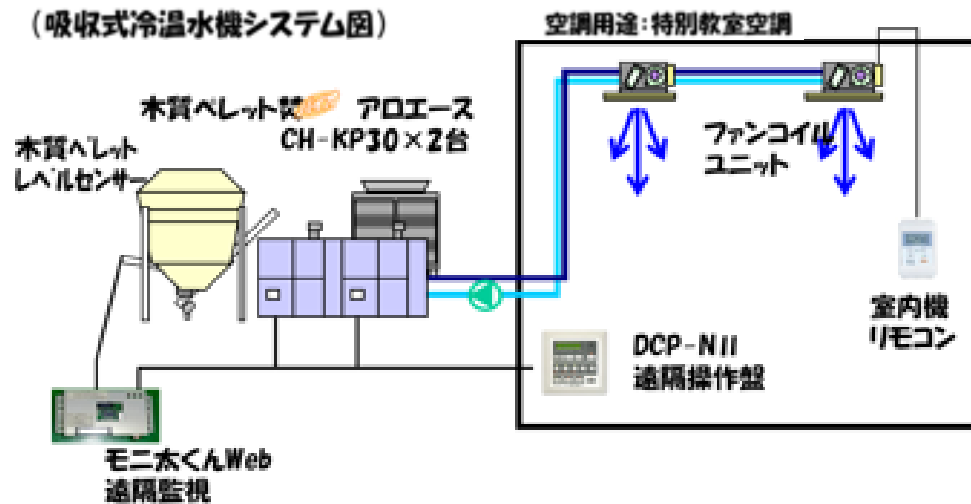 (吸収式冷温水機システム図)
空調用途:特別教室空調
木質ペレット焚 アロエース
CH-KP30×2台
木質ペレット
レベルセンサー
ファンコイル
ユニット
室内機
リモコン
DCP-NII
遠隔操作盤
モニ太くんWeb
遠隔監視